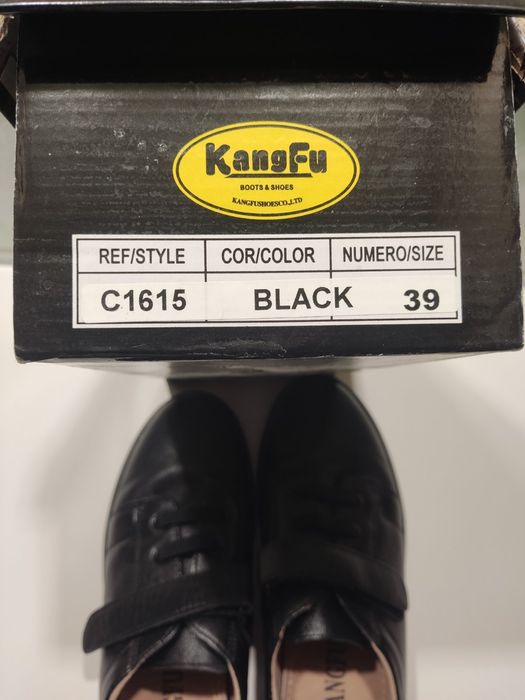 KangFu
BOOTS & SHOES
KANGFUSHOESCO.,LTD
REF/STYLE COR/COLOR NUMERO/SIZE
C1615 BLACK 39